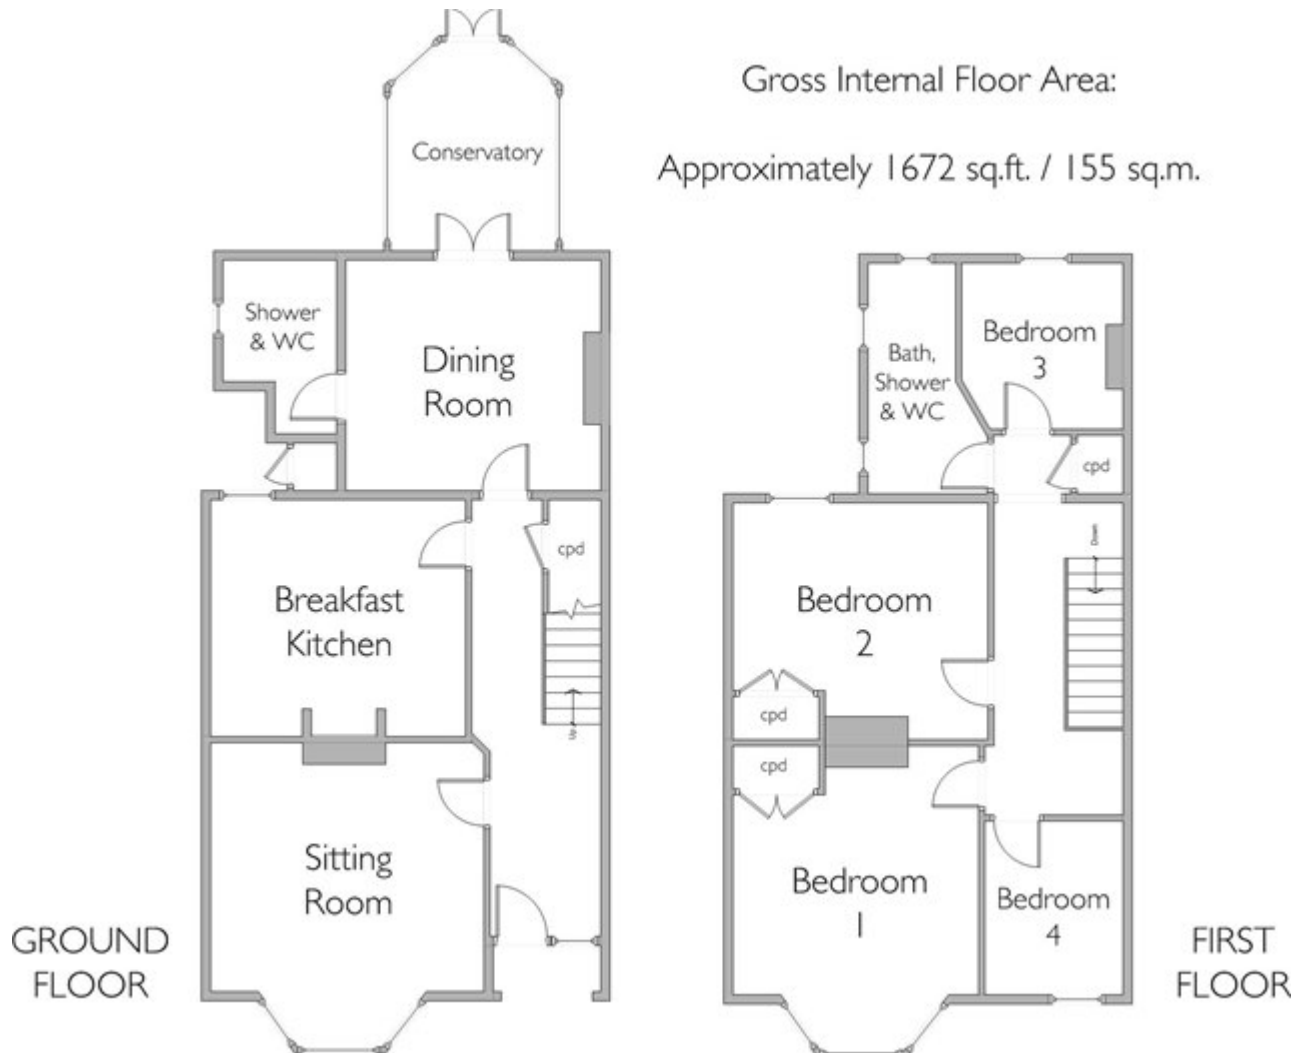 Gross Internal Floor Area:
Approximately 1672 sq.ft. / 155 sq.m.
Conservatory
Shower
& WC
Dining
Room
cpd
Breakfast
Kitchen
Up
Sitting
Room
GROUND
FLOOR
Bath,
Shower
& WC
Bedroom
3
cpd
Down
Bedroom
2
cpd
cpd
Bedroom
1
Bedroom
4
FIRST
FLOOR